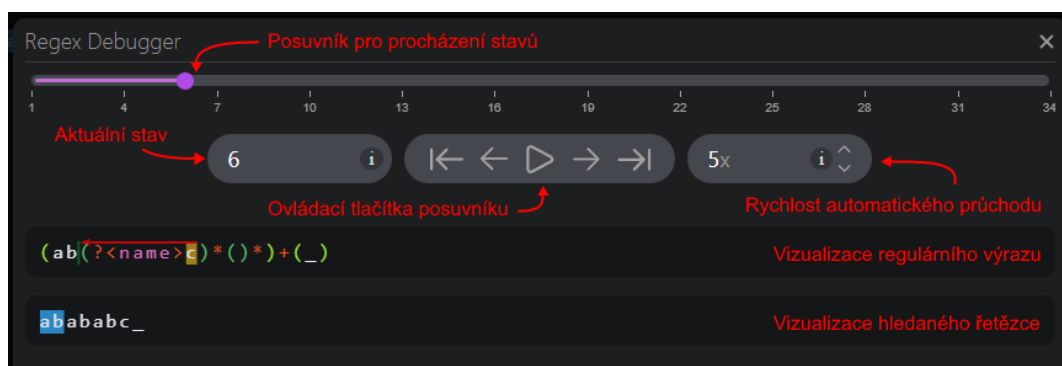 Regex Debugger
Posuvník pro procházení stavů
1 4 7 10 13 16 19 22 25 28 31 34
Aktuální stav
6 i
5x i
Ovládací tlačítka posuvníku
Rychlost automatického průchodu
(ab(?<name>c)*()*)+(_)
Vizualizace regulárního výrazu
abababc_
Vizualizace hledaného řetězce